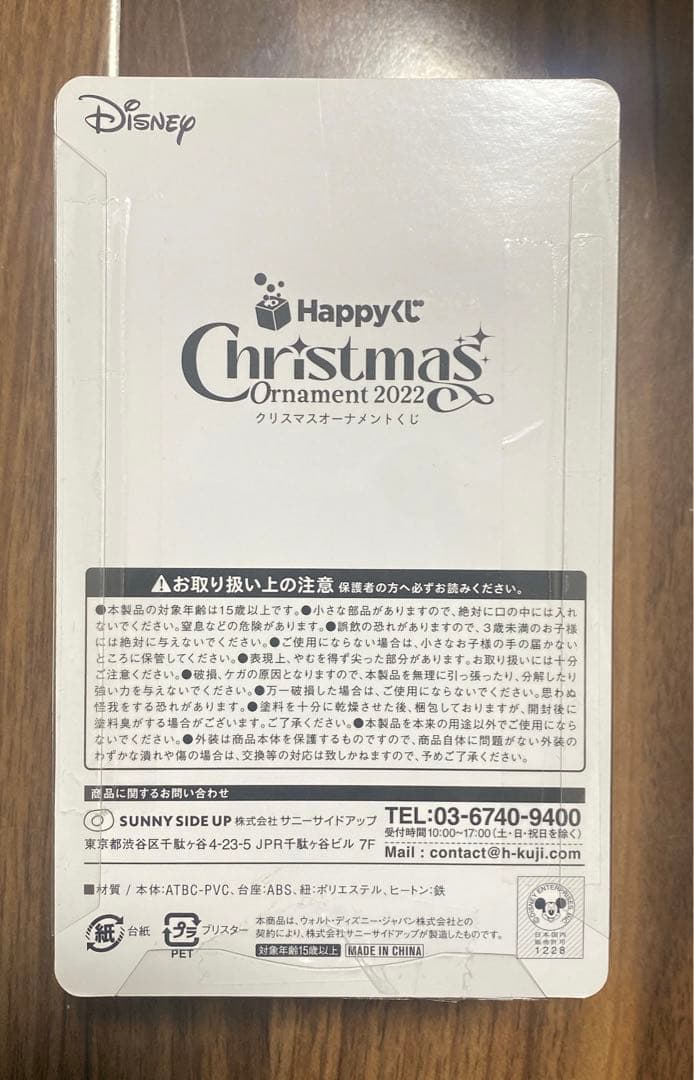 Disney
Happyくじ
Christmas
Ornament 2022
クリスマスオーナメントくじ
お取り扱い上の注意 保護者の方へ必ずお読みください。
●本製品の対象年齢は15歳以上です。●小さな部品がありますので、絶対に口の中には入れ
ないでください。窒息などの危険があります。●誤飲の恐れがありますので、3歳未満のお子様
には絶対に与えないでください。●ご使用にならない場合は、小さなお子様の手の届かない
ところに保管してください。●表現上、やむを得ず尖った部分があります。お取り扱いには十分
ご注意ください。●破損、ケガの原因となりますので、本製品を無理に引っ張ったり、分解したり
強い力を与えないでください。●万一破損した場合は、ご使用にならないでください。思わぬ
怪我をする恐れがあります。●塗料を十分に乾燥させた後、梱包しておりますが、開封後に
塗料臭がする場合がございます。ご了承ください。●本製品を本来の用途以外でご使用になら
ないでください。●外装は商品本体を保護するものですので、商品自体に問題がない外装の
わずかな潰れや傷の場合は、交換等の対応は致しかねますので、予めご了承ください。
商品に関するお問い合わせ
SUNNY SIDE UP 株式会社 サニーサイドアップ
東京都渋谷区千駄ヶ谷4-23-5 JPR千駄ヶ谷ビル 7F
TEL:03-6740-9400
受付時間10:00~17:00(土・日・祝日を除く)
Mail : contact@h-kuji.com
■材質 / 本体:ATBC-PVC、台座:ABS、紐:ポリエステル、ヒートン:鉄
紙 台紙
プラ ブリスター
PET
本商品は、ウォルト・ディズニー・ジャパン株式会社との
契約により、株式会社サニーサイドアップが製造したものです。
対象年齢15歳以上 MADE IN CHINA
©DISNEY ENTERPRISES INC.
日本国内
販売許可
1228